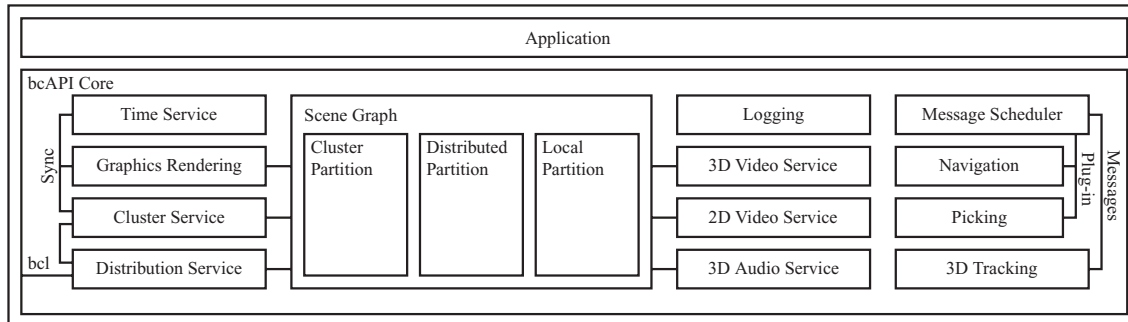 Application
bcAPI Core
Time Service
Graphics Rendering
Cluster Service
Distribution Service
Sync
bcl
Scene Graph
Cluster
Partition
Distributed
Partition
Local
Partition
Logging
3D Video Service
2D Video Service
3D Audio Service
Message Scheduler
Navigation
Picking
3D Tracking
Plug-in
Messages